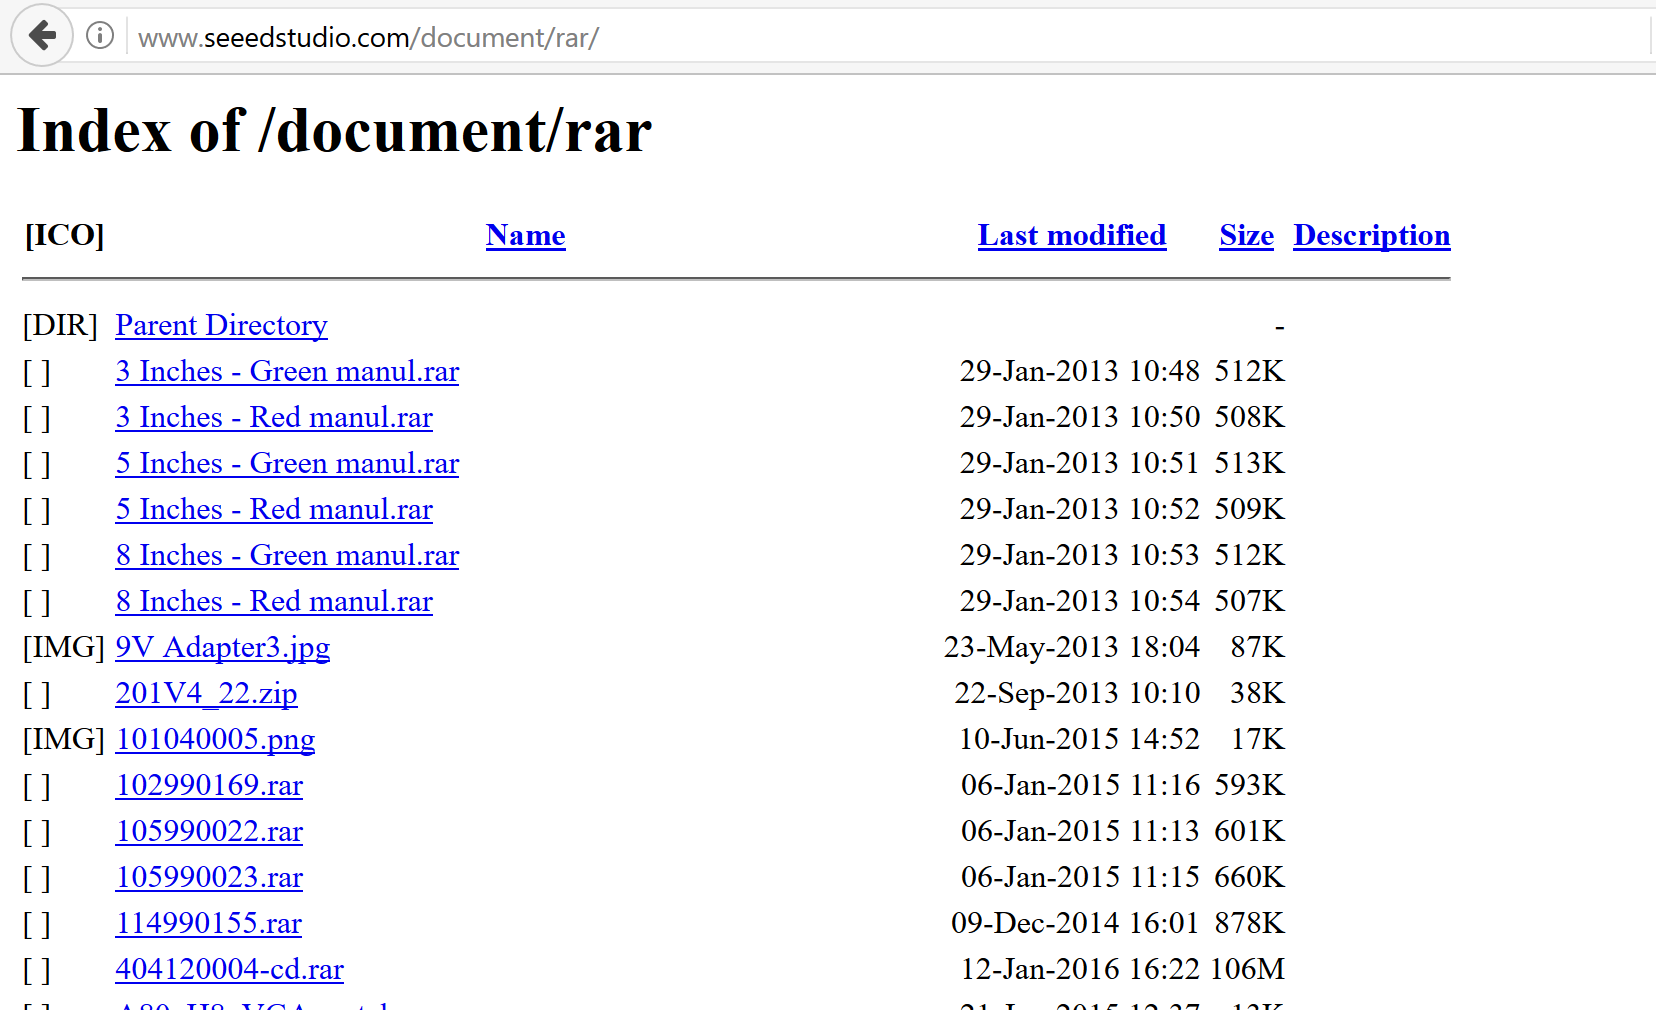 www.seeedstudio.com/document/rar/
Index of /document/rar
[ICO] Name Last modified Size Description
[DIR] Parent Directory -
[ ] 3 Inches - Green manul.rar 29-Jan-2013 10:48 512K
[ ] 3 Inches - Red manul.rar 29-Jan-2013 10:50 508K
[ ] 5 Inches - Green manul.rar 29-Jan-2013 10:51 513K
[ ] 5 Inches - Red manul.rar 29-Jan-2013 10:52 509K
[ ] 8 Inches - Green manul.rar 29-Jan-2013 10:53 512K
[ ] 8 Inches - Red manul.rar 29-Jan-2013 10:54 507K
[IMG] 9V Adapter3.jpg 23-May-2013 18:04 87K
[ ] 201V4_22.zip 22-Sep-2013 10:10 38K
[IMG] 101040005.png 10-Jun-2015 14:52 17K
[ ] 102990169.rar 06-Jan-2015 11:16 593K
[ ] 105990022.rar 06-Jan-2015 11:13 601K
[ ] 105990023.rar 06-Jan-2015 11:15 660K
[ ] 114990155.rar 09-Dec-2014 16:01 878K
[ ] 404120004-cd.rar 12-Jan-2016 16:22 106M